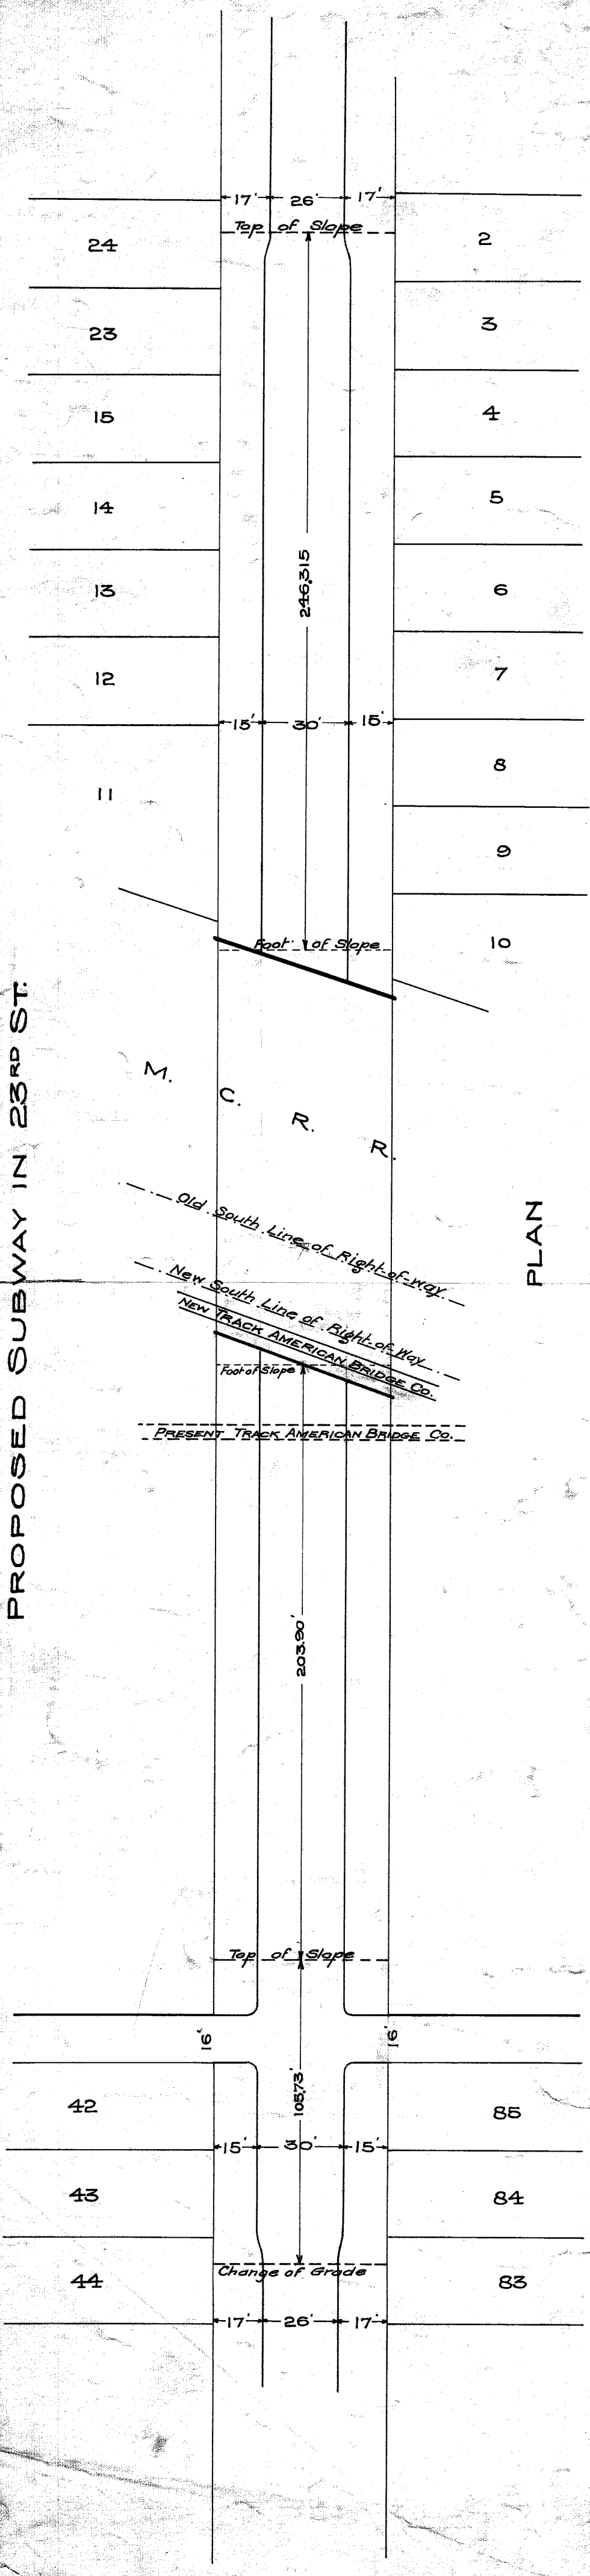 PROPOSED SUBWAY IN 23RD ST.
PLAN
17' 26' 17'
Top of Slope
24
2
23
3
15
4
14
5
246.315
13
6
12
7
15' 30' 15'
11
8
9
10
Foot of Slope
M. C. R. R.
Old South Line of Right-of-way
New South Line of Right-of-Way
NEW TRACK AMERICAN BRIDGE CO.
Foot of Slope
PRESENT TRACK AMERICAN BRIDGE CO.
203.90'
Top of Slope
16'
16'
105.73'
42
85
15' 30' 15'
43
84
Change of Grade
44
83
17' 26' 17'